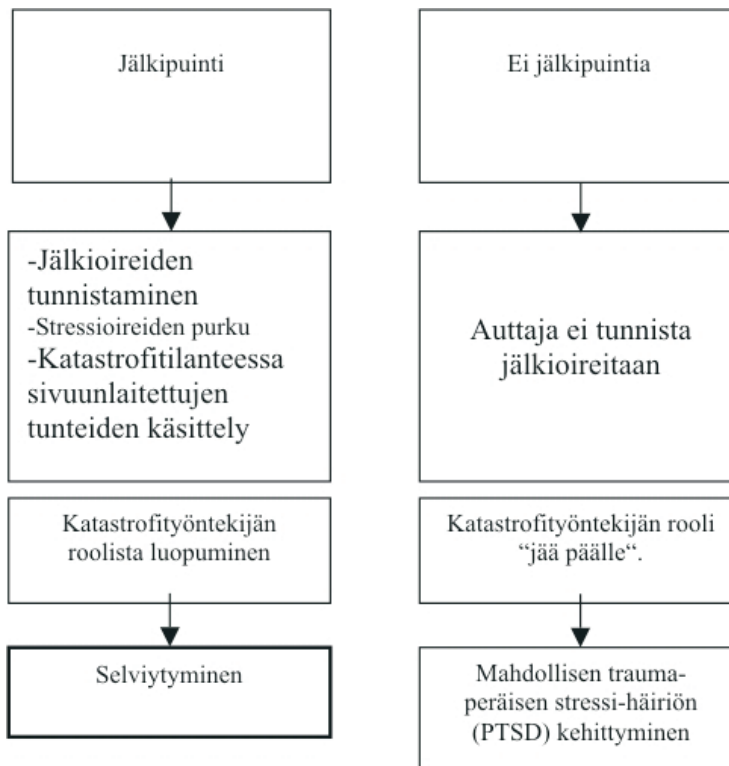 Jälkipuinti
Ei jälkipuintia
-Jälkioireiden
tunnistaminen
-Stressioireiden purku
-Katastrofitilanteessa
sivuunlaitettujen
tunteiden käsittely
Auttaja ei tunnista
jälkioireitaan
Katastrofityöntekijän
roolista luopuminen
Katastrofityöntekijän rooli
“jää päälle“.
Selviytyminen
Mahdollisen trauma-
peräisen stressi-häiriön
(PTSD) kehittyminen